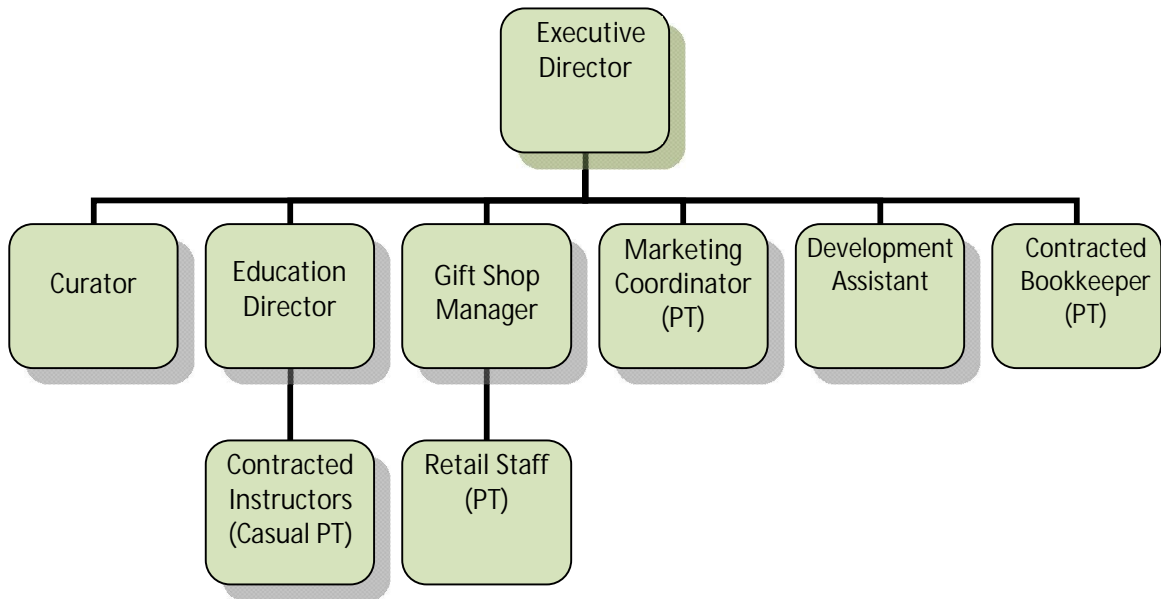 Executive
Director
Curator
Education
Director
Gift Shop
Manager
Marketing
Coordinator
(PT)
Development
Assistant
Contracted
Bookkeeper
(PT)
Contracted
Instructors
(Casual PT)
Retail Staff
(PT)